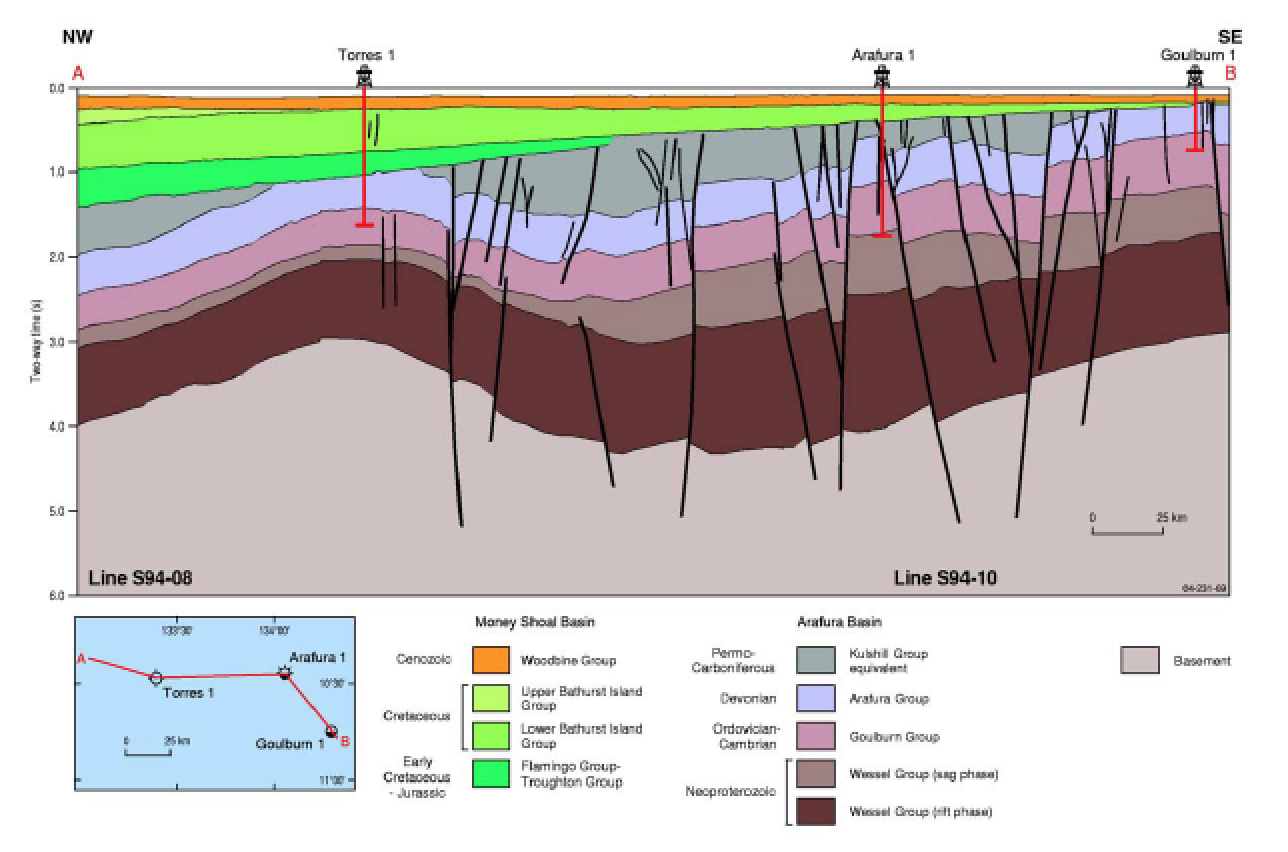 NW
SE
Torres 1
Arafura 1
Goulburn 1
A
B
0.0
1.0
2.0
3.0
4.0
5.0
6.0
Two-way time (s)
0
25 km
Line S94-08
Line S94-10
133°30'
134°00'
A
Arafura 1
10°30'
Torres 1
Goulburn 1
B
0
25 km
11°00'
Money Shoal Basin
Cenozoic
Woodbine Group
Cretaceous
Upper Bathurst Island
Group
Lower Bathurst Island
Group
Early
Cretaceous
- Jurassic
Flamingo Group-
Troughton Group
Arafura Basin
Permo-
Carboniferous
Kulshill Group
equivalent
Devonian
Arafura Group
Ordovician-
Cambrian
Goulburn Group
Neoproterozoic
Wessel Group (sag phase)
Wessel Group (rift phase)
Basement